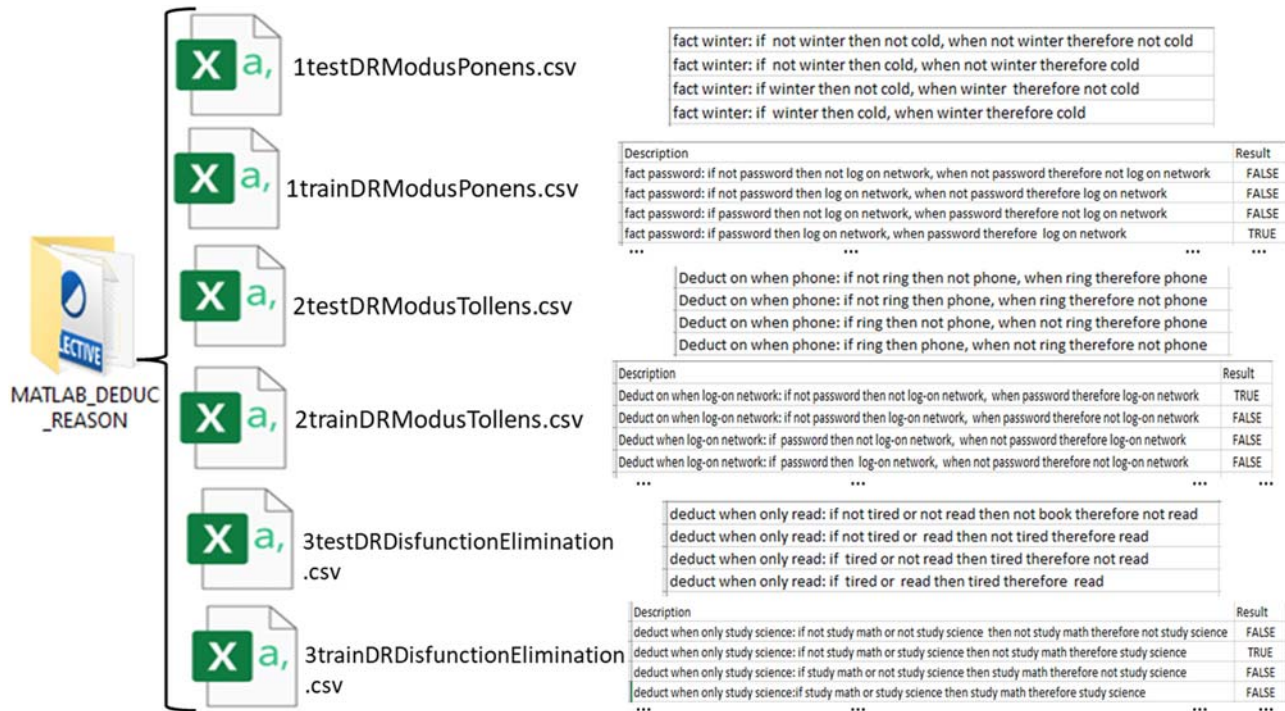 MATLAB_DEDUC
_REASON
LECTIVE
X a,
1testDRModusPonens.csv
fact winter: if not winter then not cold, when not winter therefore not cold
fact winter: if not winter then cold, when not winter therefore cold
fact winter: if winter then not cold, when winter therefore not cold
fact winter: if winter then cold, when winter therefore cold
X a,
1trainDRModusPonens.csv
Description Result
fact password: if not password then not log on network, when not password therefore not log on network FALSE
fact password: if not password then log on network, when not password therefore log on network FALSE
fact password: if password then not log on network, when password therefore not log on network FALSE
fact password: if password then log on network, when password therefore log on network TRUE
... ... ... ...
X a,
2testDRModusTollens.csv
Deduct on when phone: if not ring then not phone, when ring therefore phone
Deduct on when phone: if not ring then phone, when ring therefore not phone
Deduct on when phone: if ring then not phone, when not ring therefore phone
Deduct on when phone: if ring then phone, when not ring therefore not phone
X a,
2trainDRModusTollens.csv
Description Result
Deduct on when log-on network: if not password then not log-on network, when password therefore log-on network TRUE
Deduct on when log-on network: if not password then log-on network, when password therefore not log-on network FALSE
Deduct when log-on network: if password then not log-on network, when not password therefore log-on network FALSE
Deduct when log-on network: if password then log-on network, when not password therefore not log-on network FALSE
... ... ... ...
X a,
3testDRDisfunctionElimination
.csv
deduct when only read: if not tired or not read then not book therefore not read
deduct when only read: if not tired or read then not tired therefore read
deduct when only read: if tired or not read then tired therefore not read
deduct when only read: if tired or read then tired therefore read
X a,
3trainDRDisfunctionElimination
.csv
Description Result
deduct when only study science: if not study math or not study science then not study math therefore not study science FALSE
deduct when only study science: if not study math or study science then not study math therefore study science TRUE
deduct when only study science: if study math or not study science then study math therefore not study science FALSE
deduct when only study science:if study math or study science then study math therefore study science FALSE
... ... ... ...